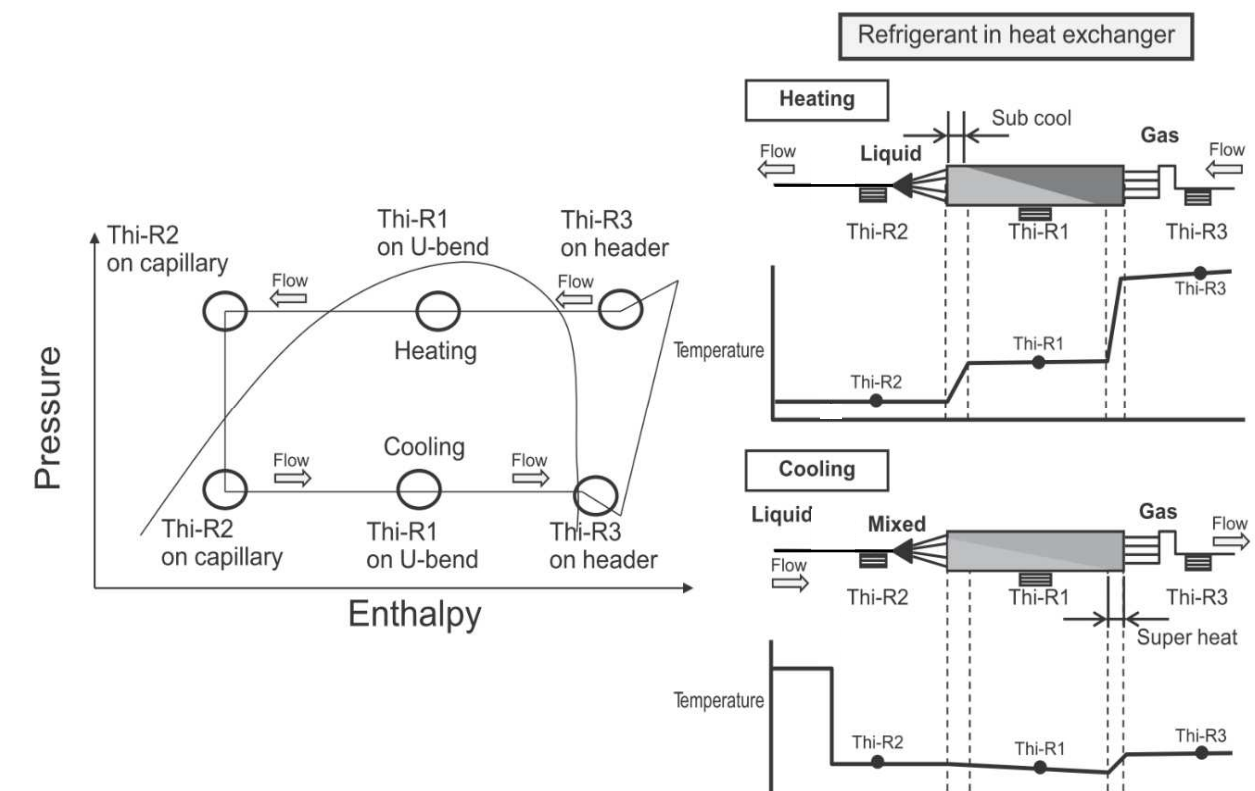 Thi-R2
on capillary
Thi-R1
on U-bend
Thi-R3
on header
Flow
Flow
Heating
Pressure
Cooling
Flow
Flow
Thi-R2
on capillary
Thi-R1
on U-bend
Thi-R3
on header
Enthalpy
Refrigerant in heat exchanger
Heating
Sub cool
Flow
Liquid
Gas
Flow
Thi-R2
Thi-R1
Thi-R3
Temperature
Thi-R2
Thi-R1
Thi-R3
Cooling
Liquid
Mixed
Gas
Flow
Flow
Thi-R2
Thi-R1
Thi-R3
Super heat
Temperature
Thi-R2
Thi-R1
Thi-R3